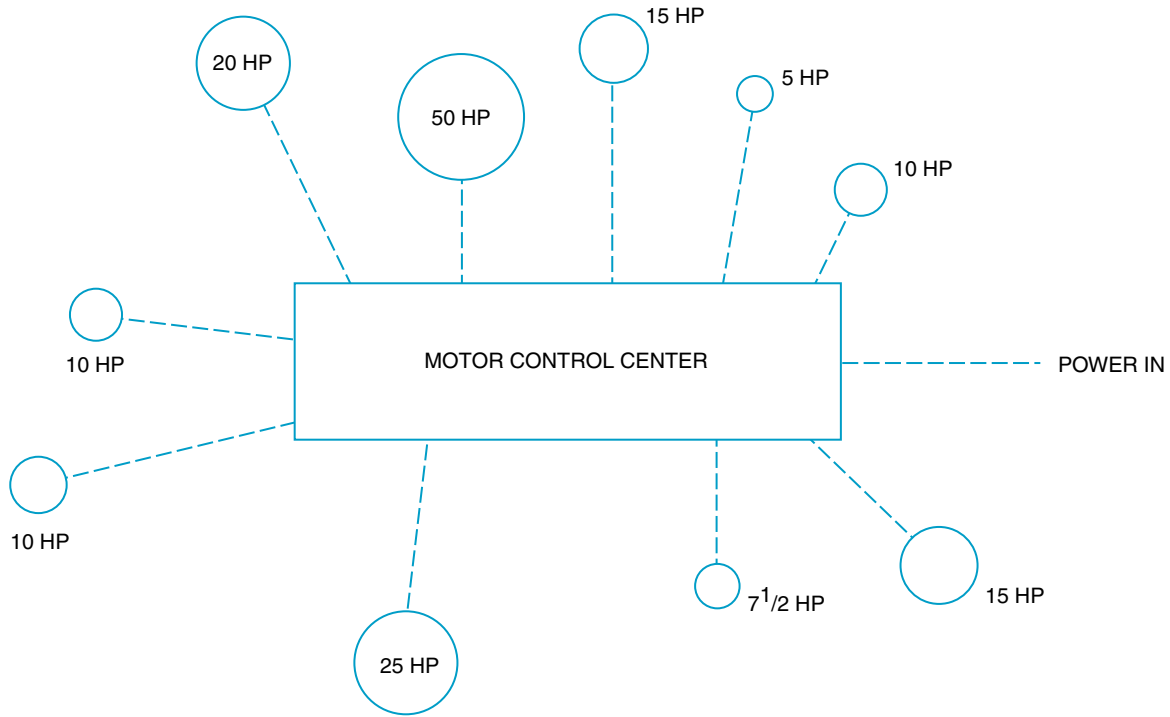 15 HP
20 HP
5 HP
50 HP
10 HP
10 HP
MOTOR CONTROL CENTER
POWER IN
10 HP
7 1/2 HP
15 HP
25 HP